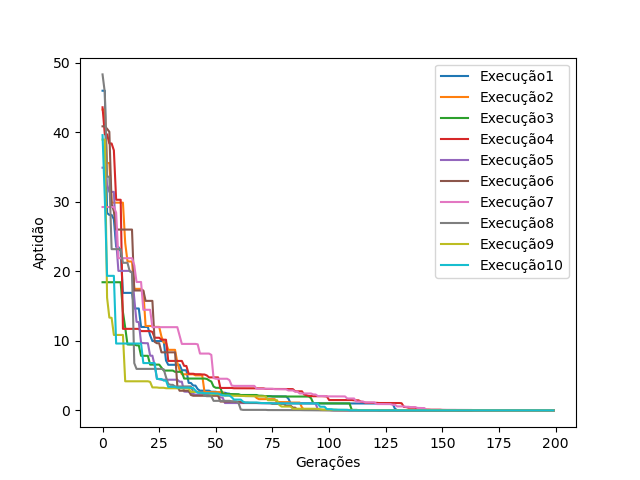 50
40
30
20
10
0
Aptidão
0 25 50 75 100 125 150 175 200
Gerações
Execução1
Execução2
Execução3
Execução4
Execução5
Execução6
Execução7
Execução8
Execução9
Execução10